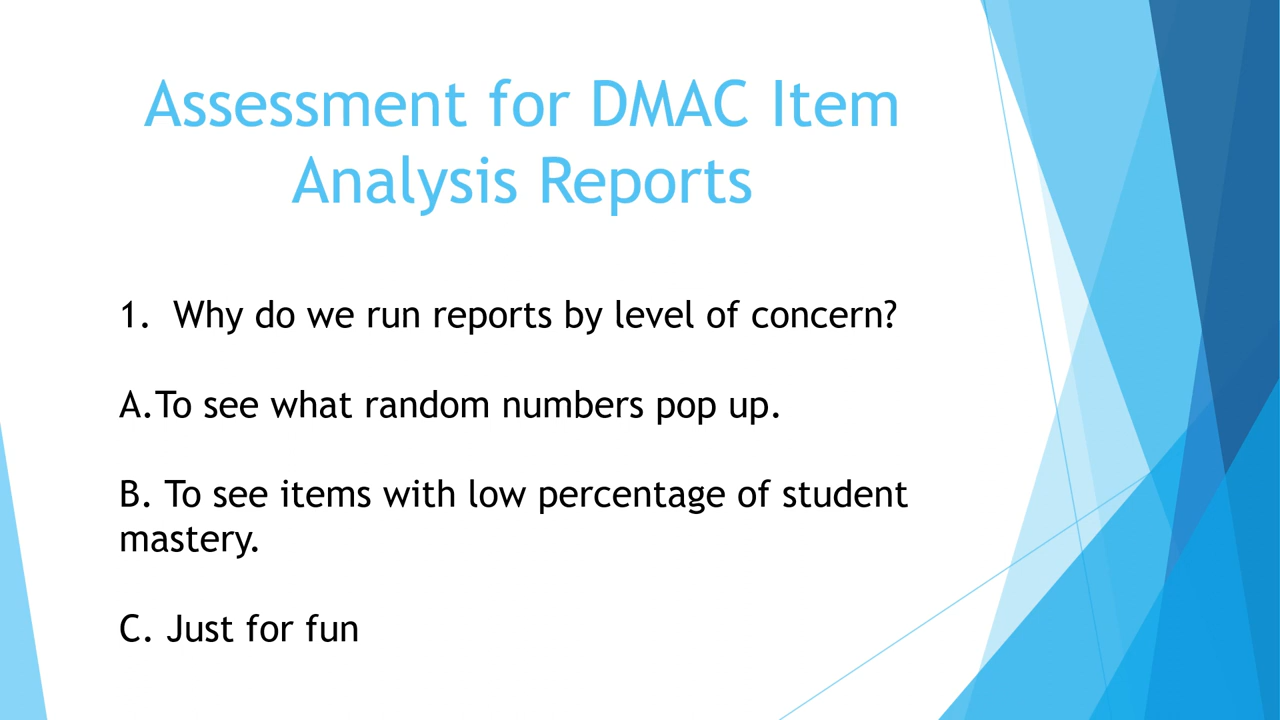 Assessment for DMAC Item
Analysis Reports
1. Why do we run reports by level of concern?
A.To see what random numbers pop up.
B. To see items with low percentage of student
mastery.
C. Just for fun